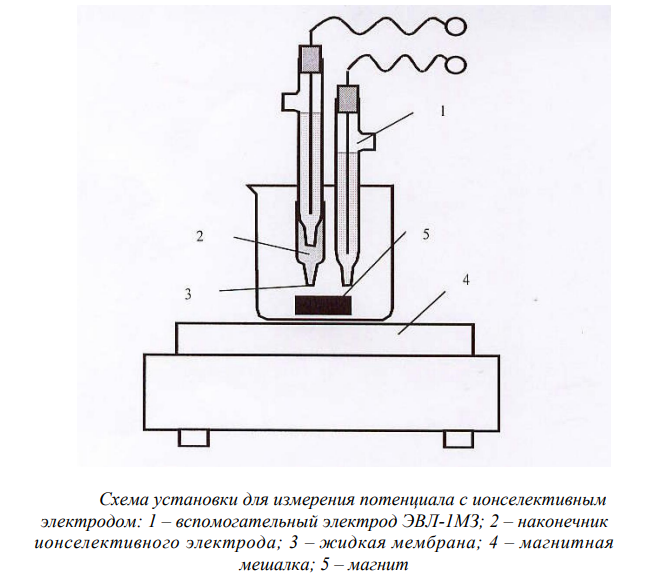 1
2
5
3
4
Схема установки для измерения потенциала с ионселективным
электродом: 1 – вспомогательный электрод ЭВЛ-1МЗ; 2 – наконечник
ионселективного электрода; 3 – жидкая мембрана; 4 – магнитная
мешалка; 5 – магнит